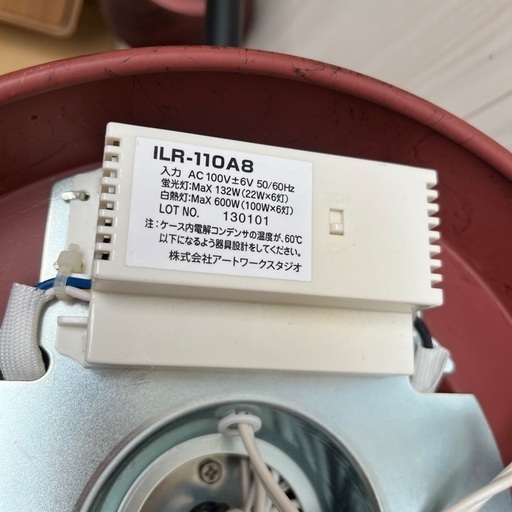 ILR-110A8
入力 AC100V±6V 50/60Hz
蛍光灯:MaX 132W(22W×6灯)
白熱灯:MaX 600W(100W×6灯)
LOT NO. 130101
注:ケース内電解コンデンサの温度が、60℃
以下になるよう器具設計をしてください。
株式会社アートワークスタジオ